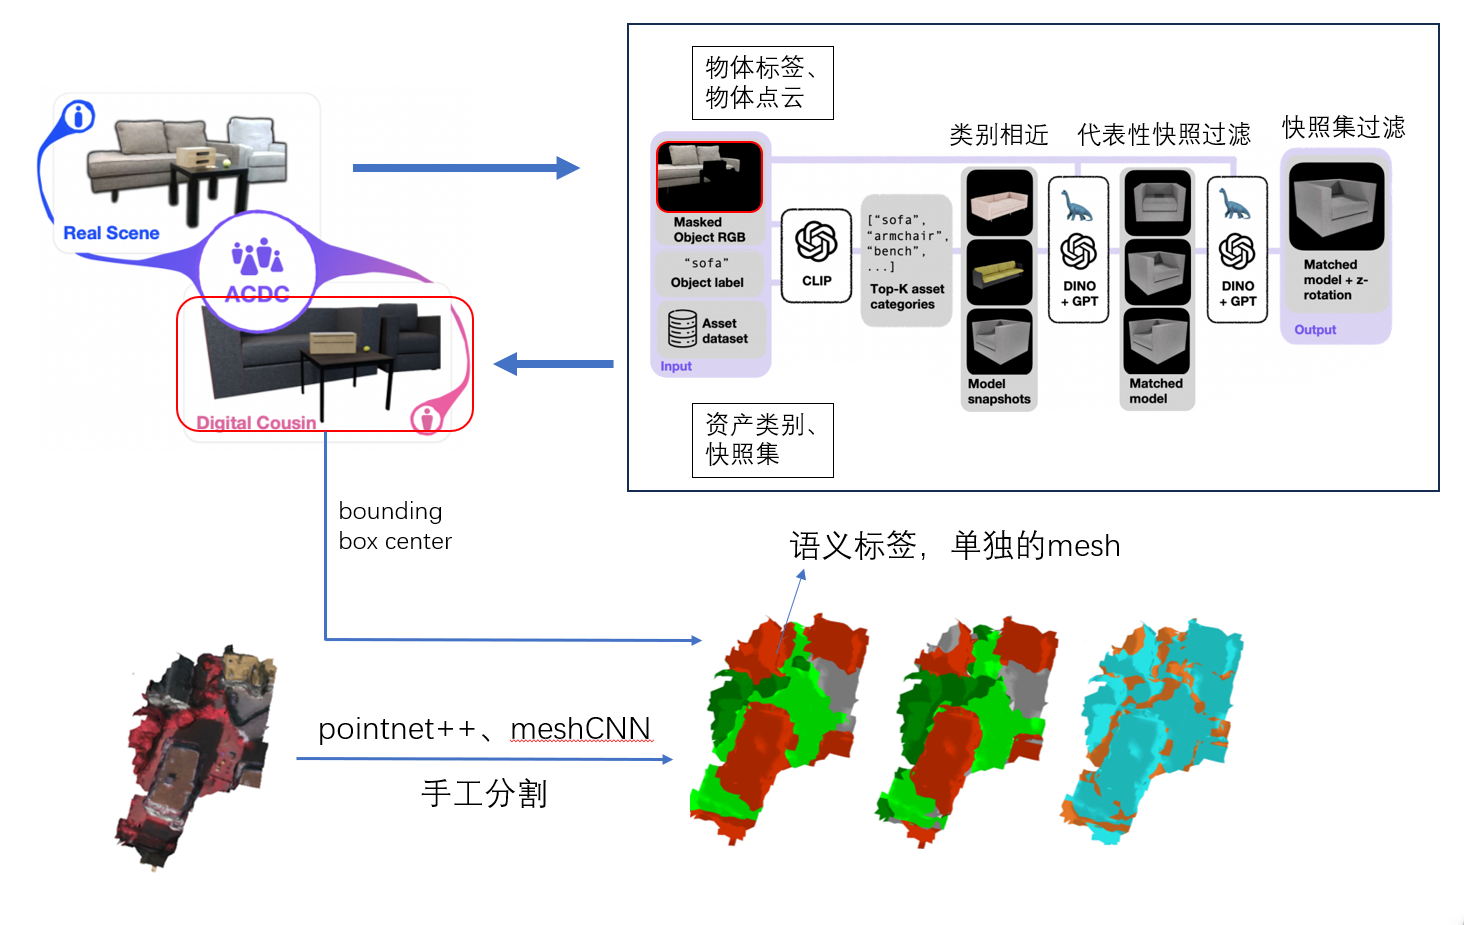 Real Scene
ACDC
Digital Cousin
物体标签、
物体点云
类别相近
代表性快照过滤
快照集过滤
Masked
Object RGB
"sofa"
Object label
Asset
dataset
Input
CLIP
["sofa",
"armchair",
"bench",
...]
Top-K asset
categories
Model
snapshots
DINO
+ GPT
Matched
model
DINO
+ GPT
Matched
model + z-
rotation
Output
资产类别、
快照集
bounding
box center
语义标签，单独的mesh
pointnet++、meshCNN
手工分割